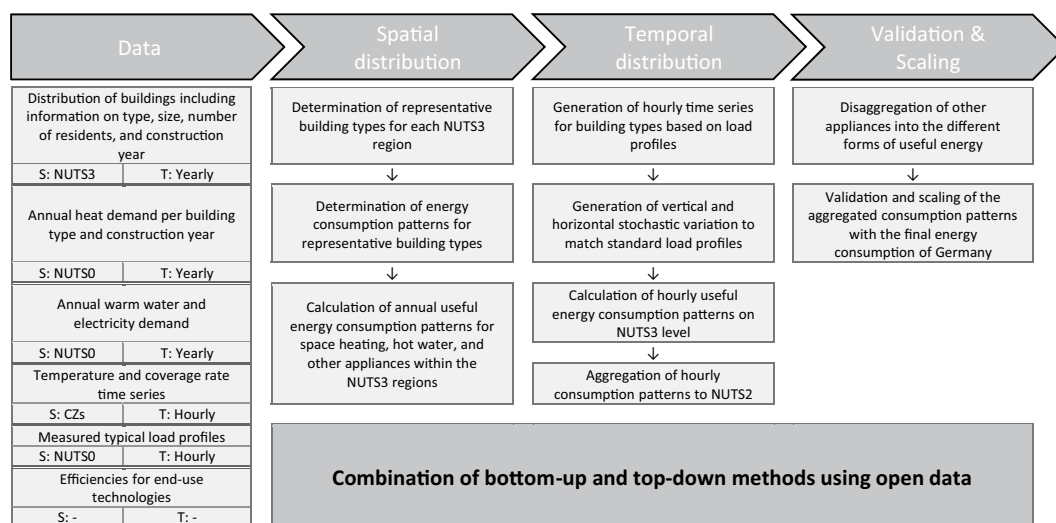 Data
Spatial
distribution
Temporal
distribution
Validation &
Scaling
Distribution of buildings including
information on type, size, number
of residents, and construction
year
S: NUTS3 T: Yearly
Annual heat demand per building
type and construction year
S: NUTS0 T: Yearly
Annual warm water and
electricity demand
S: NUTS0 T: Yearly
Temperature and coverage rate
time series
S: CZs T: Hourly
Measured typical load profiles
S: NUTS0 T: Hourly
Efficiencies for end-use
technologies
S: - T: -
Determination of representative
building types for each NUTS3
region
↓
Determination of energy
consumption patterns for
representative building types
↓
Calculation of annual useful
energy consumption patterns for
space heating, hot water, and
other appliances within the
NUTS3 regions
Generation of hourly time series
for building types based on load
profiles
↓
Generation of vertical and
horizontal stochastic variation to
match standard load profiles
↓
Calculation of hourly useful
energy consumption patterns on
NUTS3 level
↓
Aggregation of hourly
consumption patterns to NUTS2
Disaggregation of other
appliances into the different
forms of useful energy
↓
Validation and scaling of the
aggregated consumption patterns
with the final energy
consumption of Germany
Combination of bottom-up and top-down methods using open data